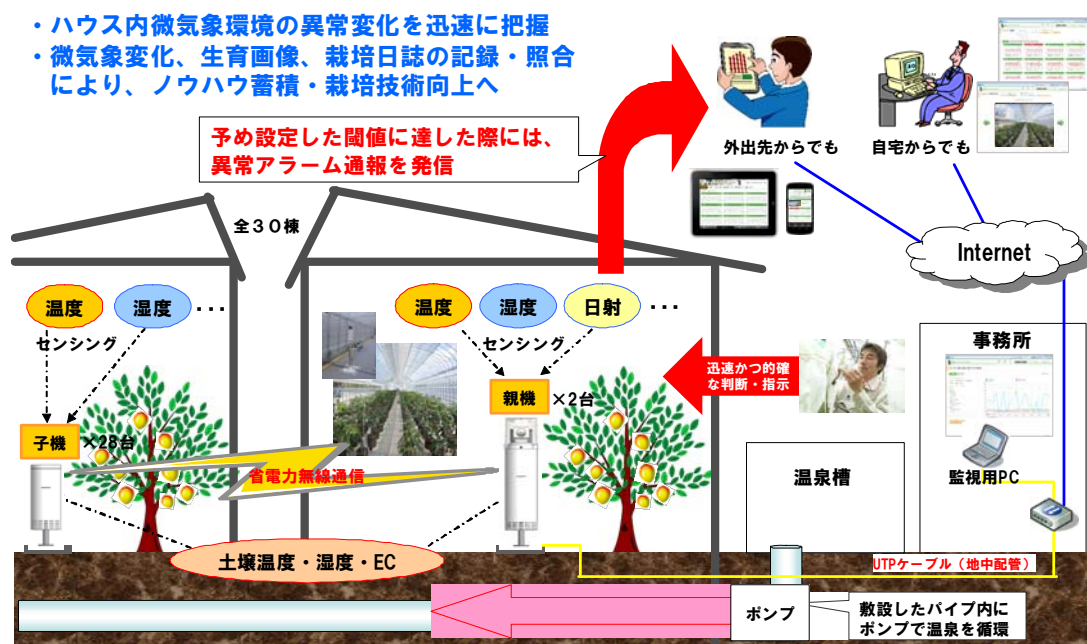 ・ハウス内微気象環境の異常変化を迅速に把握
・微気象変化、生育画像、栽培日誌の記録・照合
により、ノウハウ蓄積・栽培技術向上へ
予め設定した閾値に達した際には、
異常アラーム通報を発信
外出先からでも
自宅からでも
全３０棟
Internet
温度
湿度
・・・
センシング
温度
湿度
日射
・・・
センシング
事務所
迅速かつ的確
な判断・指示
親機
×2台
子機
×28台
省電力無線通信
温泉槽
監視用PC
土壌温度・湿度・EC
UTPケーブル（地中配管）
ポンプ
敷設したパイプ内に
ポンプで温泉を循環